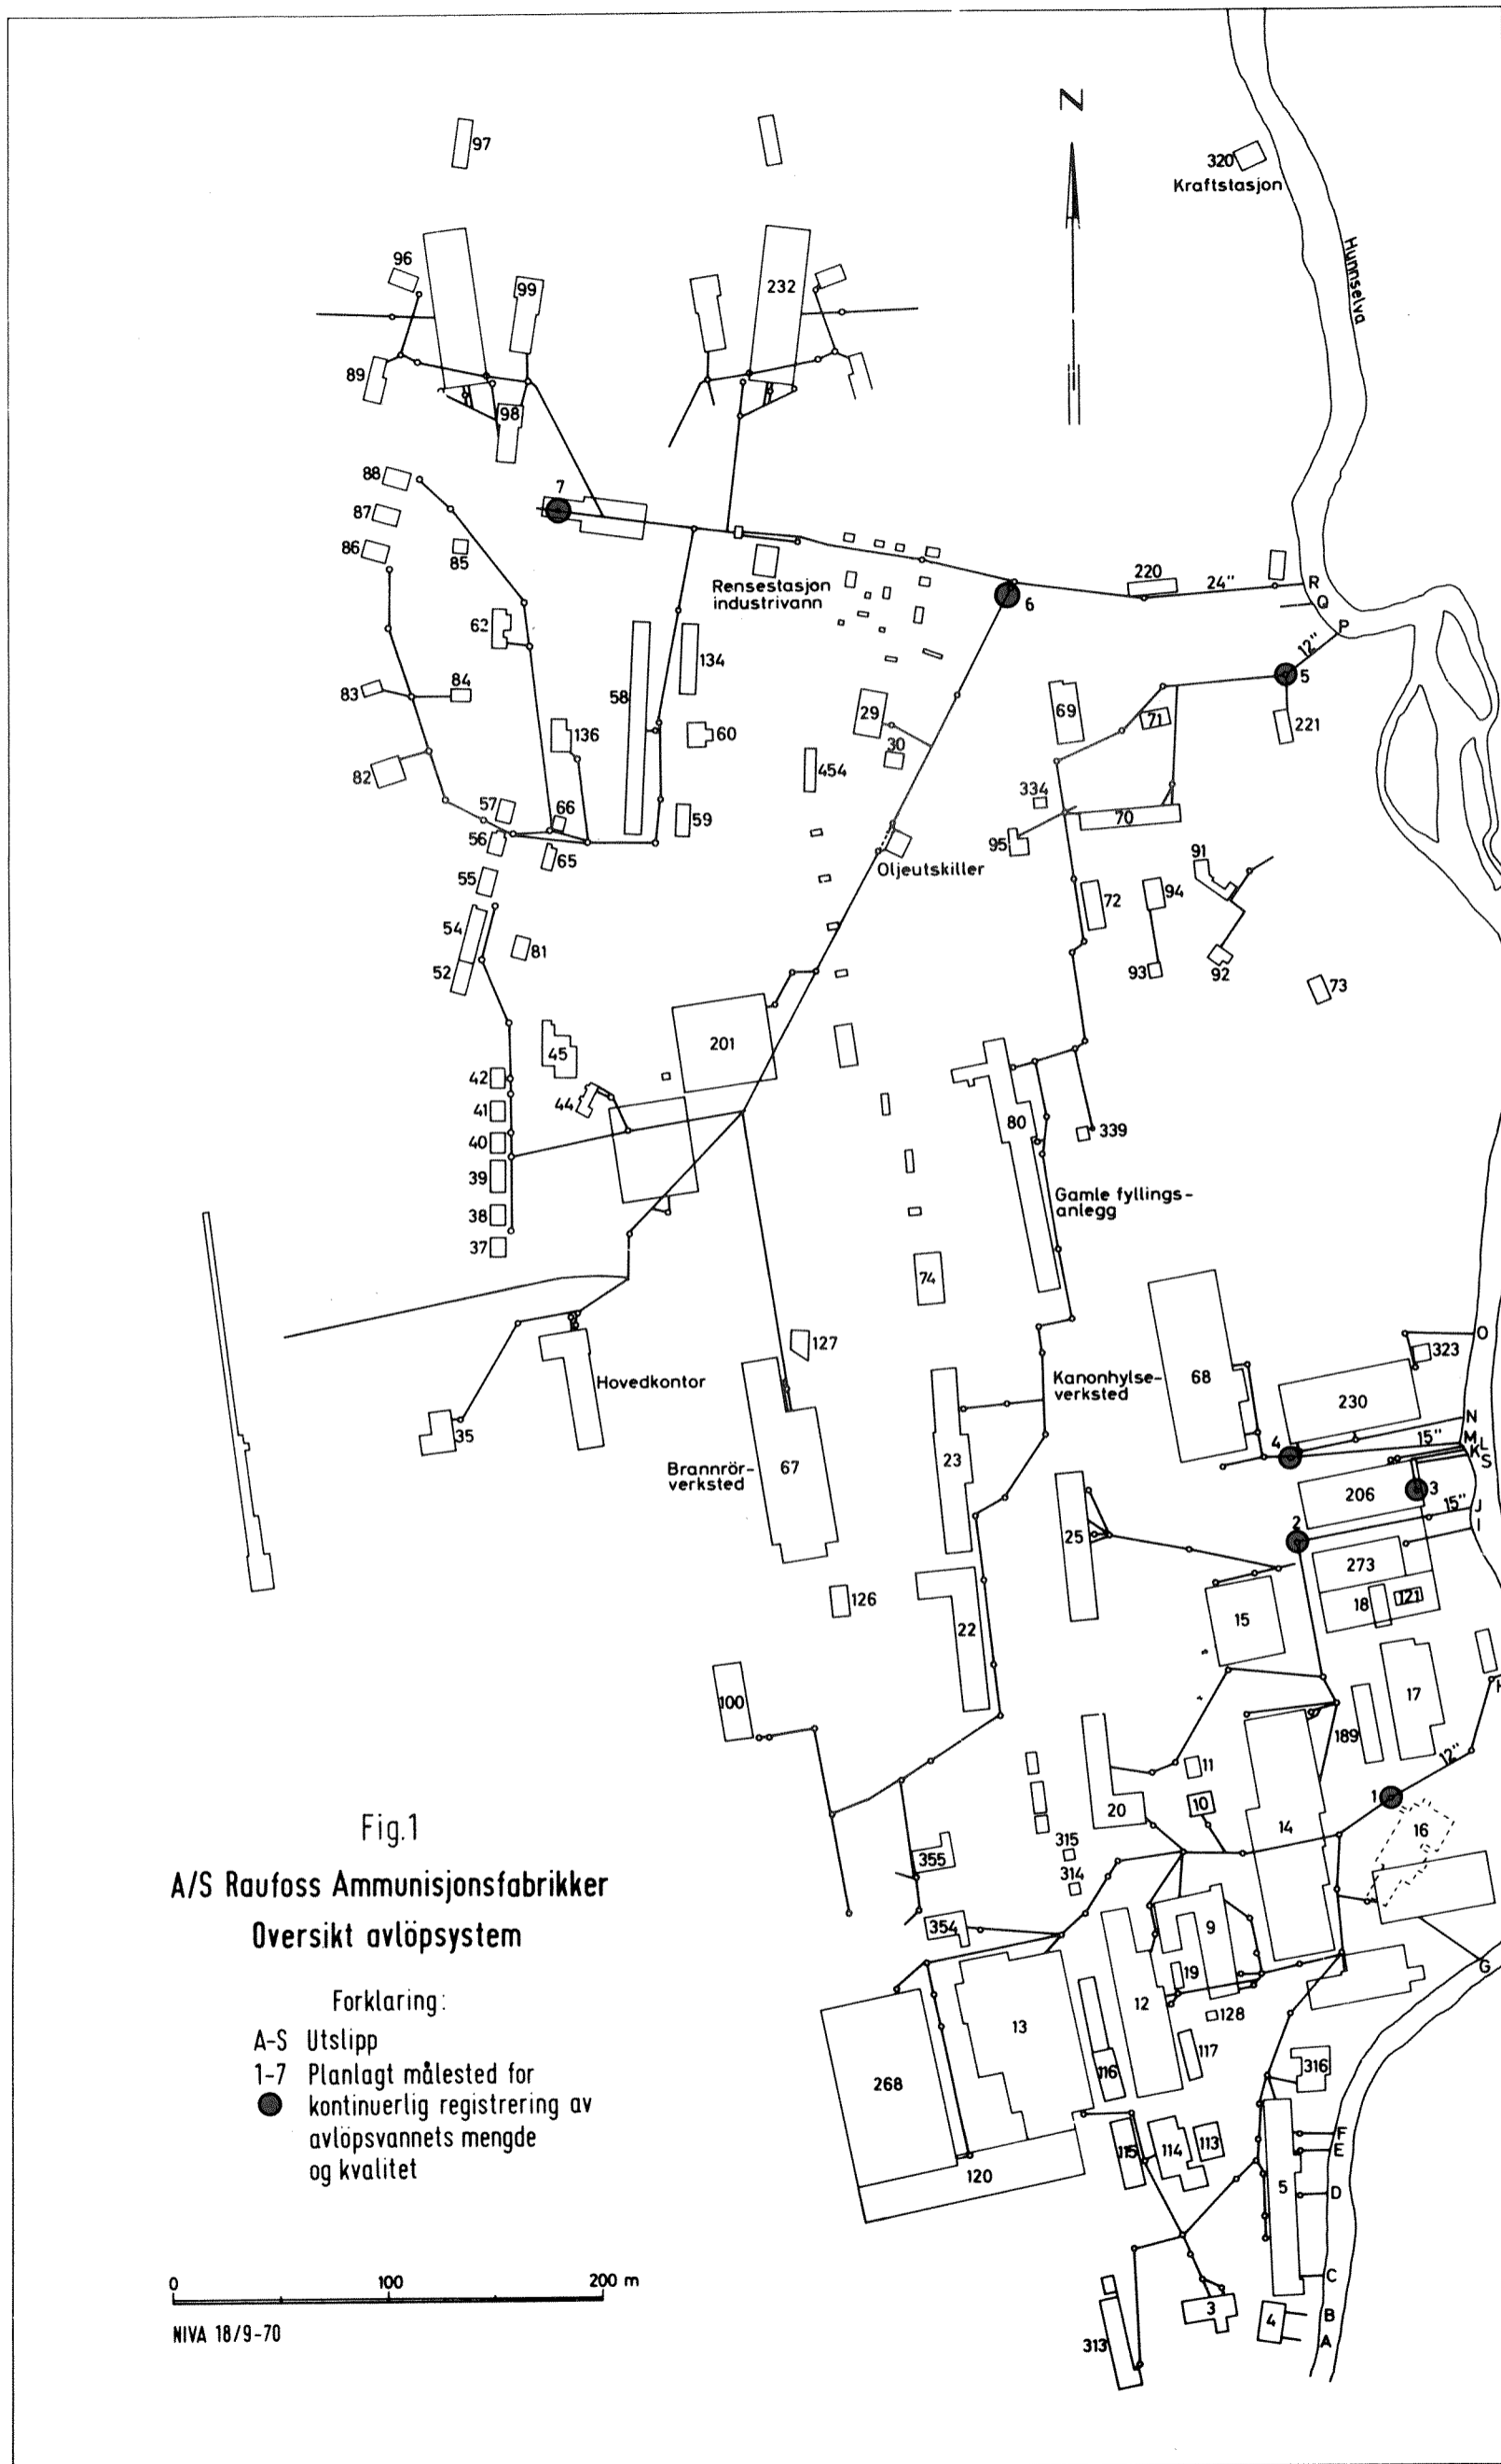 N
97
320
Kraftstasjon
Hunnselva
96
99
232
89
98
88
7
87
86
85
Rensestasjon
industrivann
220
24"
R
Q
6
P
12"
62
134
5
83
84
58
29
69
71
221
136
60
30
82
454
334
57
66
59
70
95
56
65
Oljeutskiller
91
55
72
94
54
81
52
93
92
73
45
201
42
44
41
80
339
40
39
Gamle fyllings-
anlegg
38
37
74
127
O
323
Hovedkontor
Kanonhylse-
verksted
68
230
N
35
M
15"
L
4
K
S
23
Brannrör-
verksted
67
206
3
15"
J
2
I
25
273
126
18
121
15
22
100
17
H
189
11
12"
1
10
20
14
16
315
355
314
Fig.1
A/S Raufoss Ammunisjonsfabrikker
Oversikt avlöpsystem
354
9
G
19
Forklaring:
A-S Utslipp
1-7 Planlagt målested for
kontinuerlig registrering av
avlöpsvannets mengde
og kvalitet
12
128
13
117
316
268
116
F
115
114
113
E
120
5
D
0 100 200 m
C
3
4
B
NIVA 18/9-70
313
A